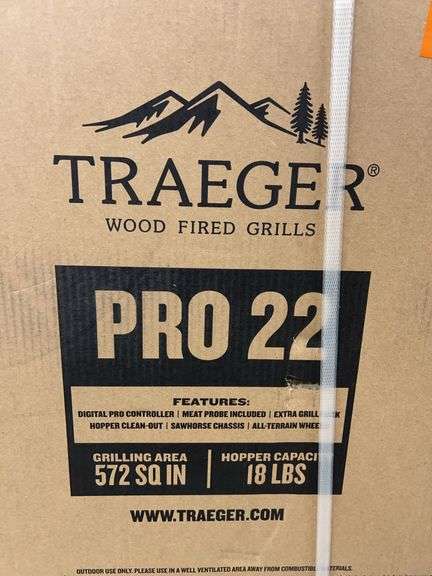 TRAEGER®
WOOD FIRED GRILLS
PRO 22
FEATURES:
DIGITAL PRO CONTROLLER | MEAT PROBE INCLUDED | EXTRA GRILL
HOPPER CLEAN-OUT | SAWHORSE CHASSIS | ALL-TERRAIN WHEELS
GRILLING AREA | HOPPER CAPACITY
572 SQ IN | 18 LBS
WWW.TRAEGER.COM
OUTDOOR USE ONLY. PLEASE USE IN A WELL VENTILATED AREA AWAY FROM COMBUSTIBLE MATERIALS.